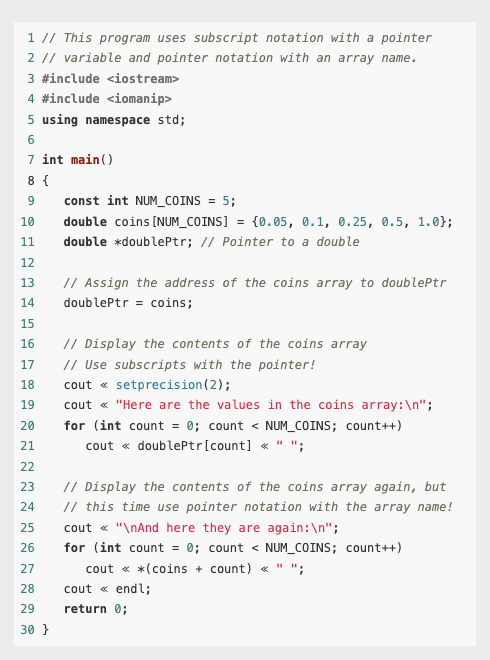 1 // This program uses subscript notation with a pointer
2 // variable and pointer notation with an array name.
3 #include <iostream>
4 #include <iomanip>
5 using namespace std;
6
7 int main()
8 {
9    const int NUM_COINS = 5;
10    double coins[NUM_COINS] = {0.05, 0.1, 0.25, 0.5, 1.0};
11    double *doublePtr; // Pointer to a double
12
13    // Assign the address of the coins array to doublePtr
14    doublePtr = coins;
15
16    // Display the contents of the coins array
17    // Use subscripts with the pointer!
18    cout « setprecision(2);
19    cout « "Here are the values in the coins array:\n";
20    for (int count = 0; count < NUM_COINS; count++)
21       cout « doublePtr[count] « " ";
22
23    // Display the contents of the coins array again, but
24    // this time use pointer notation with the array name!
25    cout « "\nAnd here they are again:\n";
26    for (int count = 0; count < NUM_COINS; count++)
27       cout « *(coins + count) « " ";
28    cout « endl;
29    return 0;
30 }